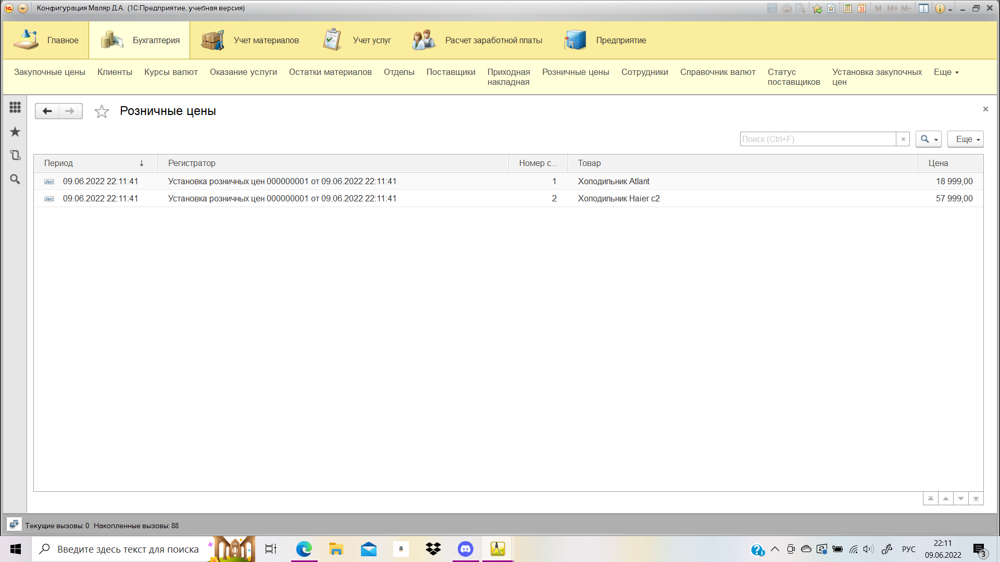 Конфигурация Маляр Д.А. (1С:Предприятие, учебная версия)
M M+ M-
31
Главное
Бухгалтерия
Учет материалов
Учет услуг
Расчет заработной платы
Предприятие
Закупочные цены Клиенты Курсы валют Оказание услуги Остатки материалов Отделы Поставщики Приходная накладная Розничные цены Сотрудники Справочник валют Статус поставщиков Установка закупочных цен Еще
Розничные цены
Поиск (Ctrl+F)
Еще
Период Регистратор Номер с... Товар Цена
09.06.2022 22:11:41 Установка розничных цен 000000001 от 09.06.2022 22:11:41 1 Холодильник Atlant 18 999,00
09.06.2022 22:11:41 Установка розничных цен 000000001 от 09.06.2022 22:11:41 2 Холодильник Haier c2 57 999,00
Текущие вызовы: 0 Накопленные вызовы: 88
Введите здесь текст для поиска
a
РУС
22:11
09.06.2022
3